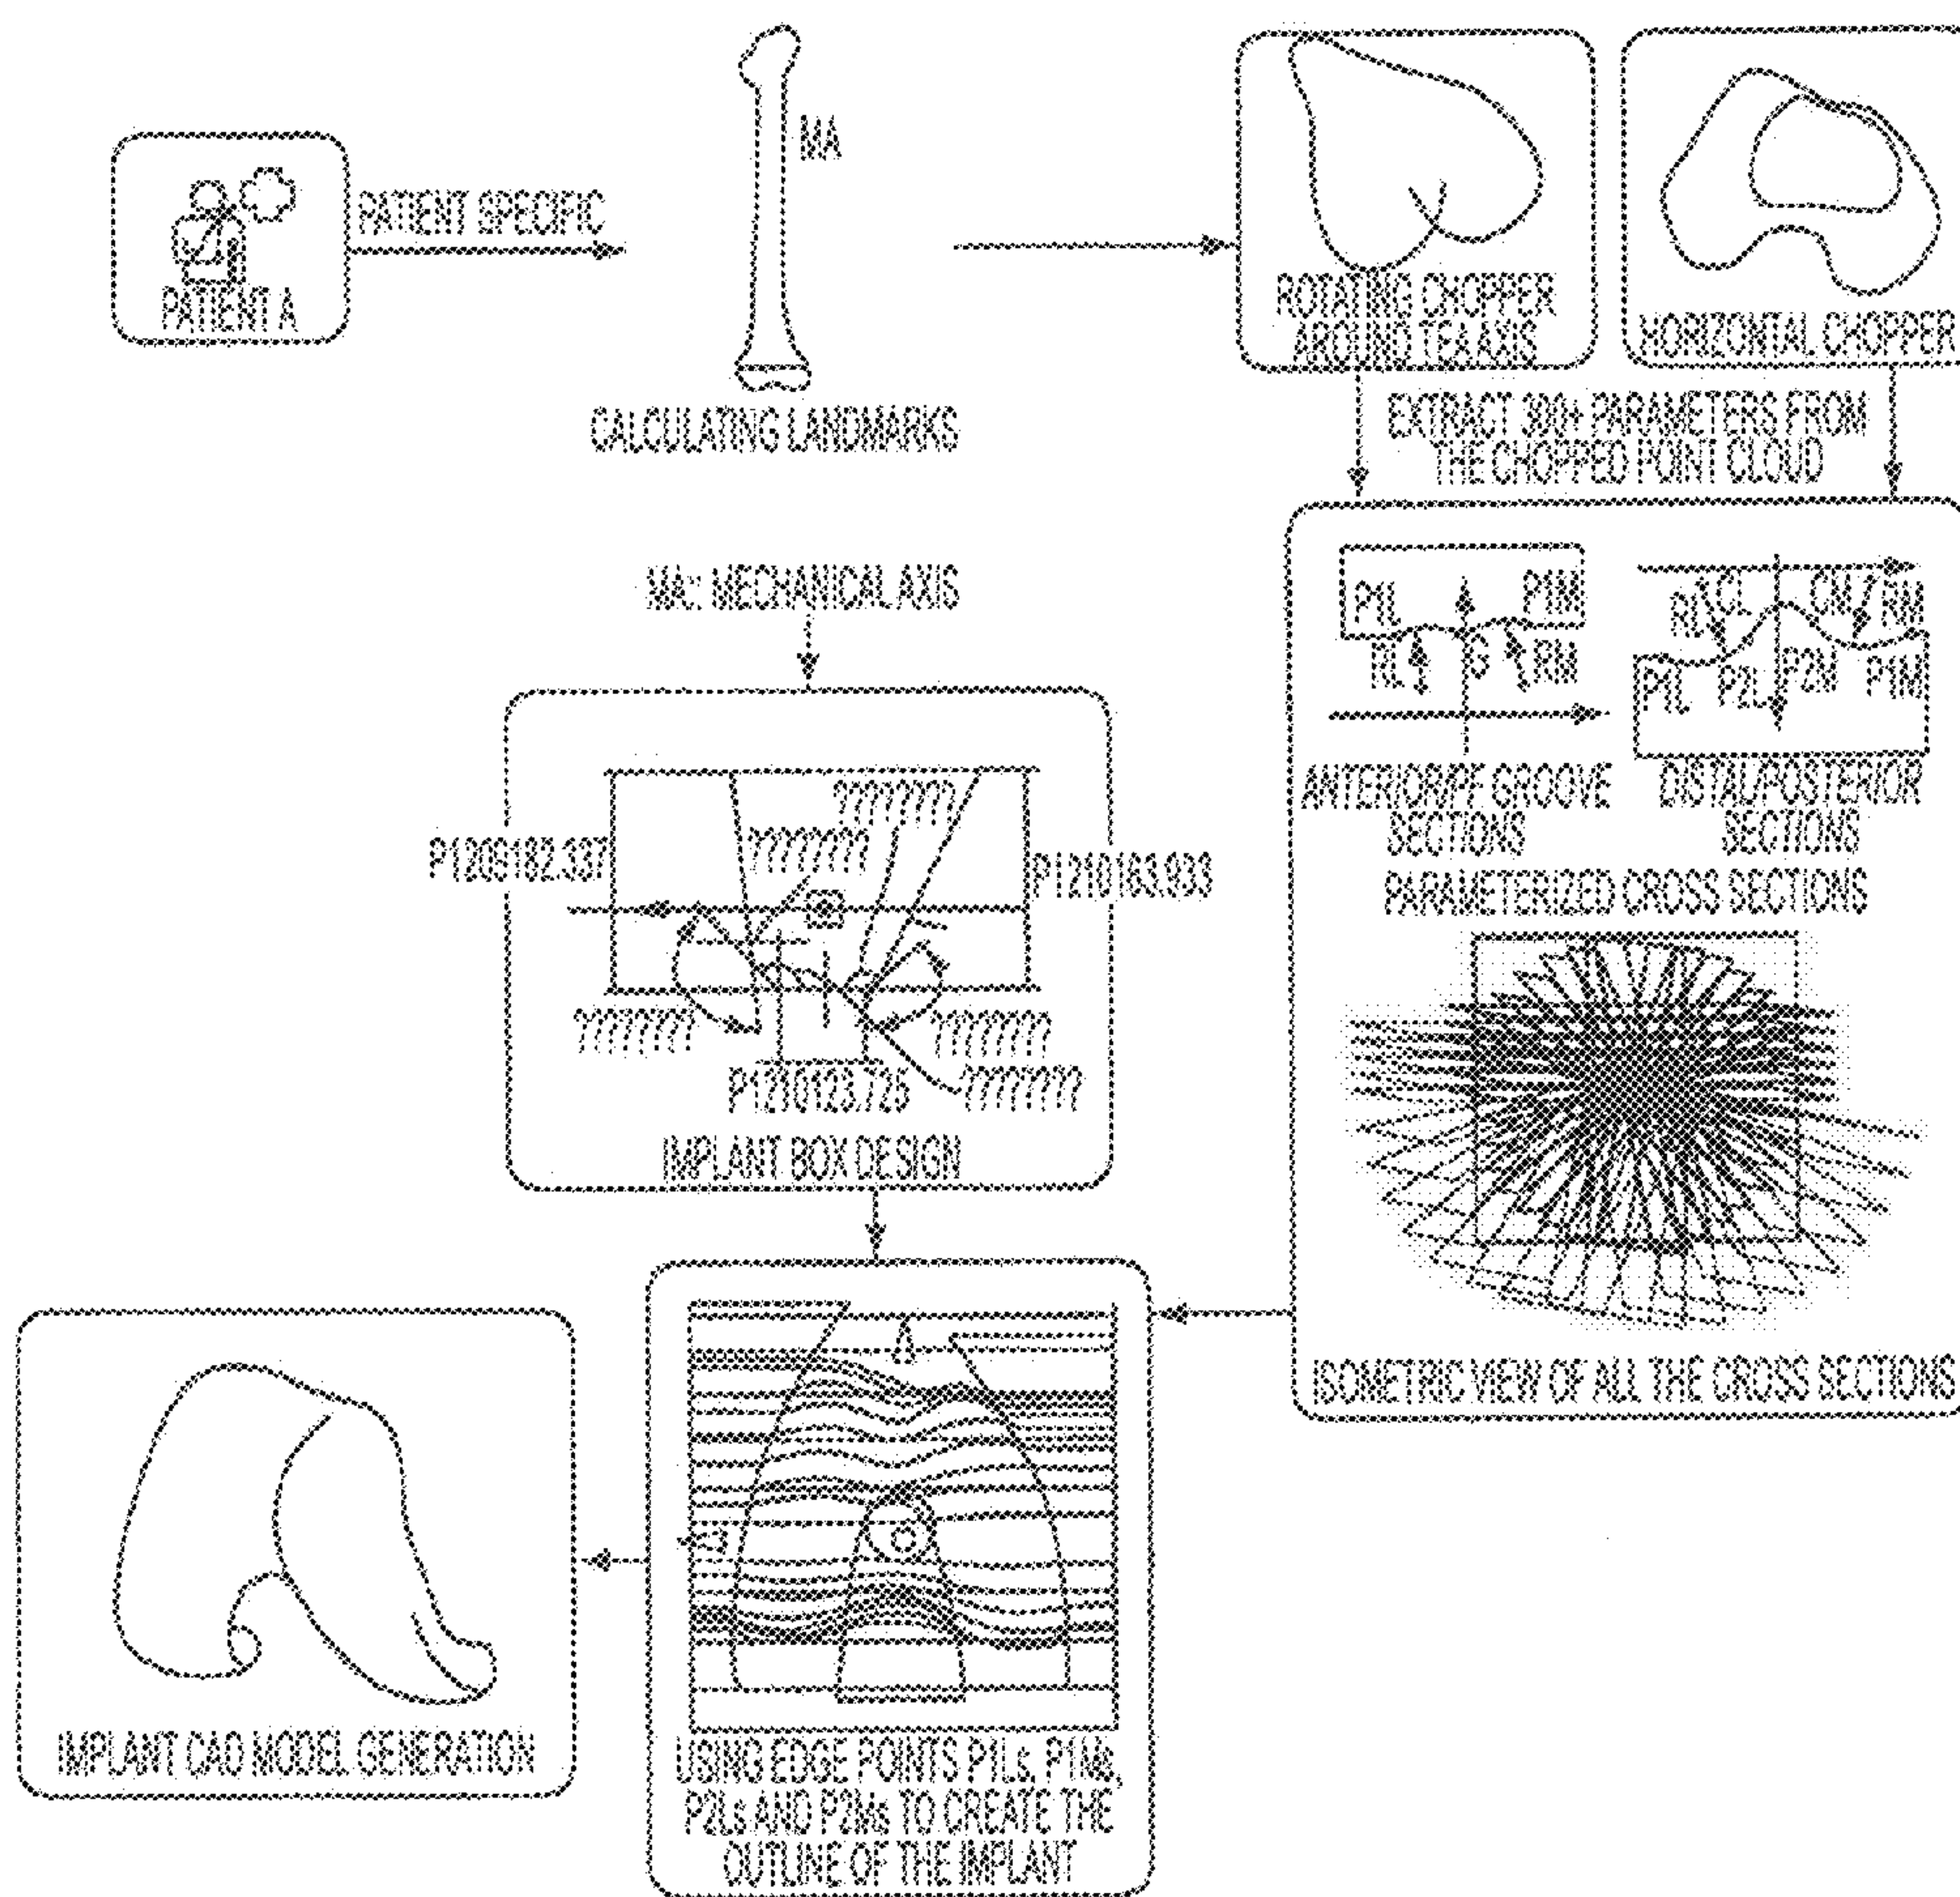 PATIENT A
PATIENT SPECIFIC
MA
CALCULATING LANDMARKS
ROTATING CHOPPER
AROUND TEA AXIS
HORIZONTAL CHOPPER
EXTRACT 300+ PARAMETERS FROM
THE CHOPPED POINT CLOUD
MA: MECHANICAL AXIS
P1L
P1M
RL
G
RM
RL
CL
CM
RM
P1L
P2L
P2M
P1M
ANTERIOR/PF GROOVE
SECTIONS
DISTAL/POSTERIOR
SECTIONS
PARAMETERIZED CROSS SECTIONS
ISOMETRIC VIEW OF ALL THE CROSS SECTIONS
P1209182.337
???????
???????
P1210183.933
???????
???????
P1210123.725
???????
IMPLANT BOX DESIGN
USING EDGE POINTS P1Ls, P1Ms,
P2Ls AND P2Ms TO CREATE THE
OUTLINE OF THE IMPLANT
IMPLANT CAD MODEL GENERATION